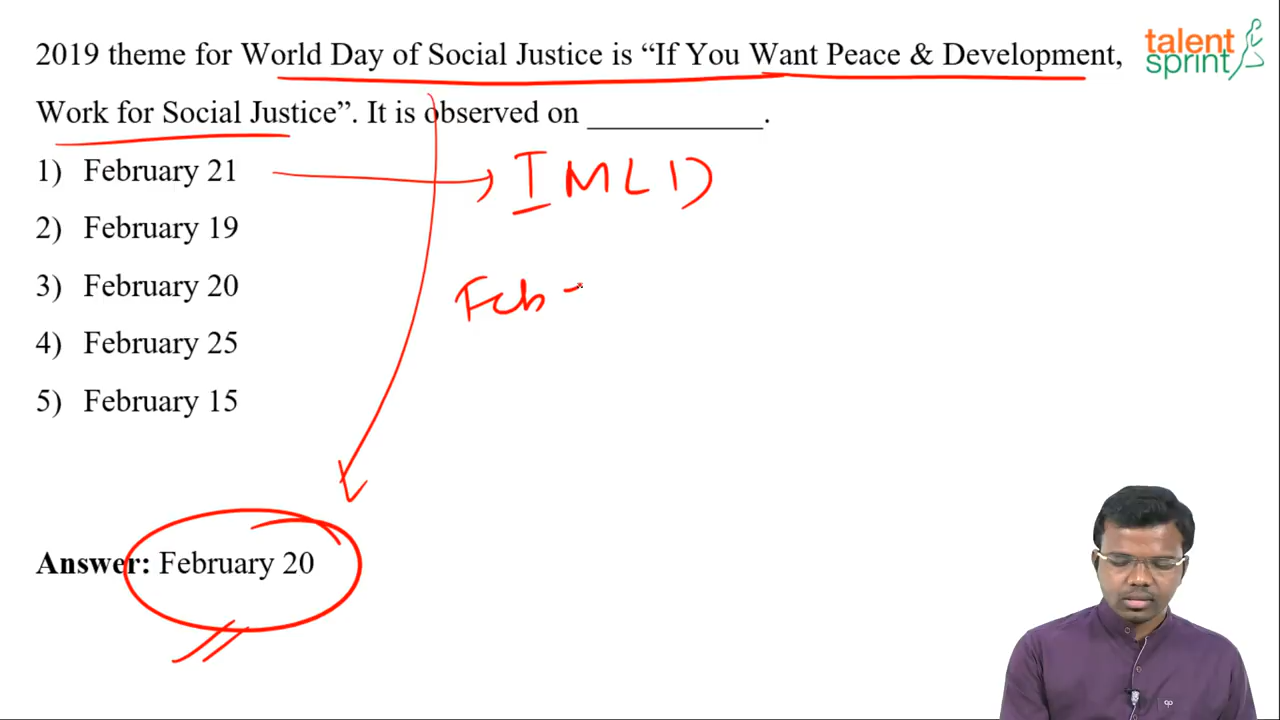 2019 theme for World Day of Social Justice is “If You Want Peace & Development,
Work for Social Justice”. It is observed on ___________.
1) February 21
2) February 19
3) February 20
4) February 25
5) February 15
Answer: February 20
IMLD
Feb -
talent
sprint